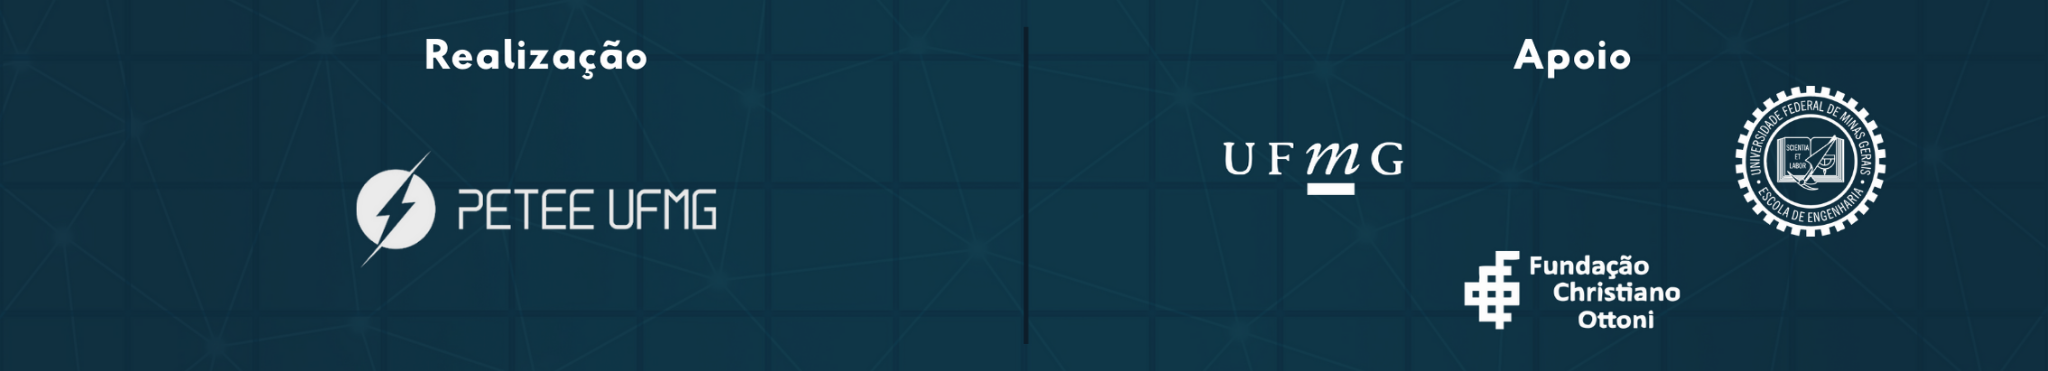 Realização
PETEE UFMG
Apoio
UFmG
UNIVERSIDADE FEDERAL DE MINAS GERAIS
SCIENTIA
ET
LABOR
• ESCOLA DE ENGENHARIA •
Fundação
Christiano
Ottoni